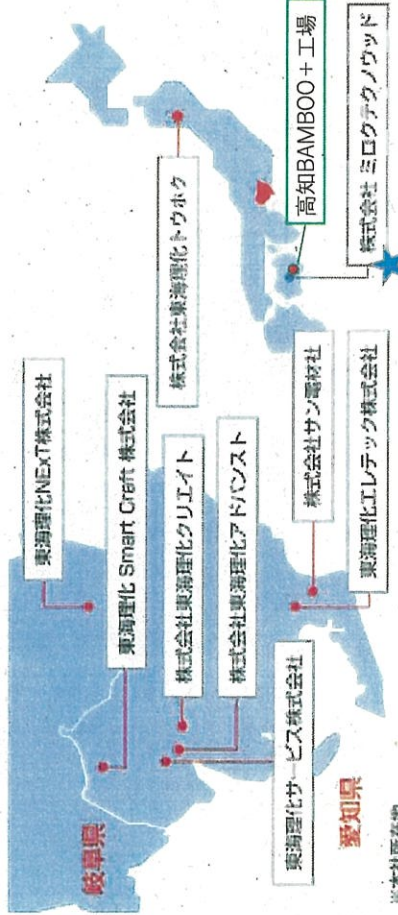 東海理化NExT株式会社
岐阜県
東海理化 Smart Craft 株式会社
株式会社東海理化クリエイト
株式会社東海理化アドバンスト
東海理化サービス株式会社
愛知県
株式会社サン電材社
東海理化エレテック株式会社
株式会社東海理化トウホク
高知BAMBOO+工場
株式会社 ミロクテクノウッド
※本社所在地